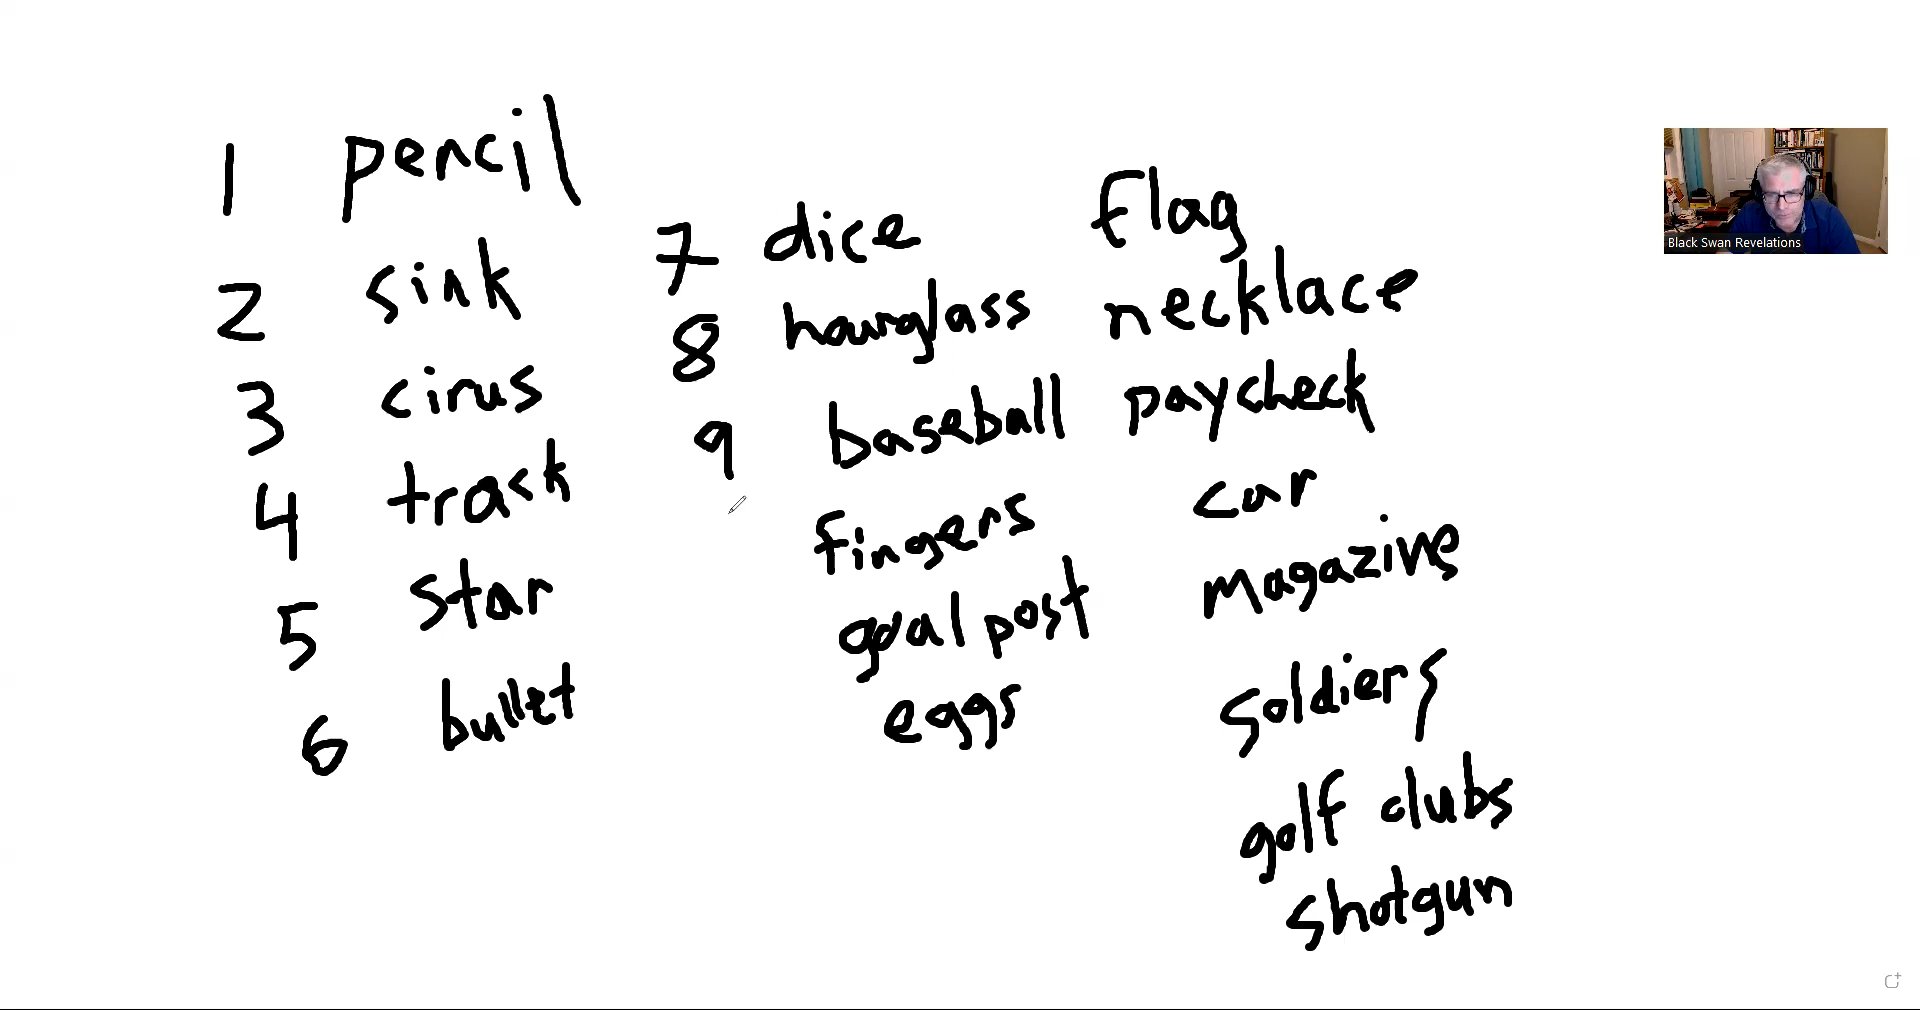 1 pencil
2 sink
3 cirus
4 track
5 star
6 bullet
7 dice
8 hourglass
9 baseball
fingers
goal post
eggs
flag
necklace
paycheck
car
magazine
soldiers
golf clubs
shotgun
Black Swan Revelations